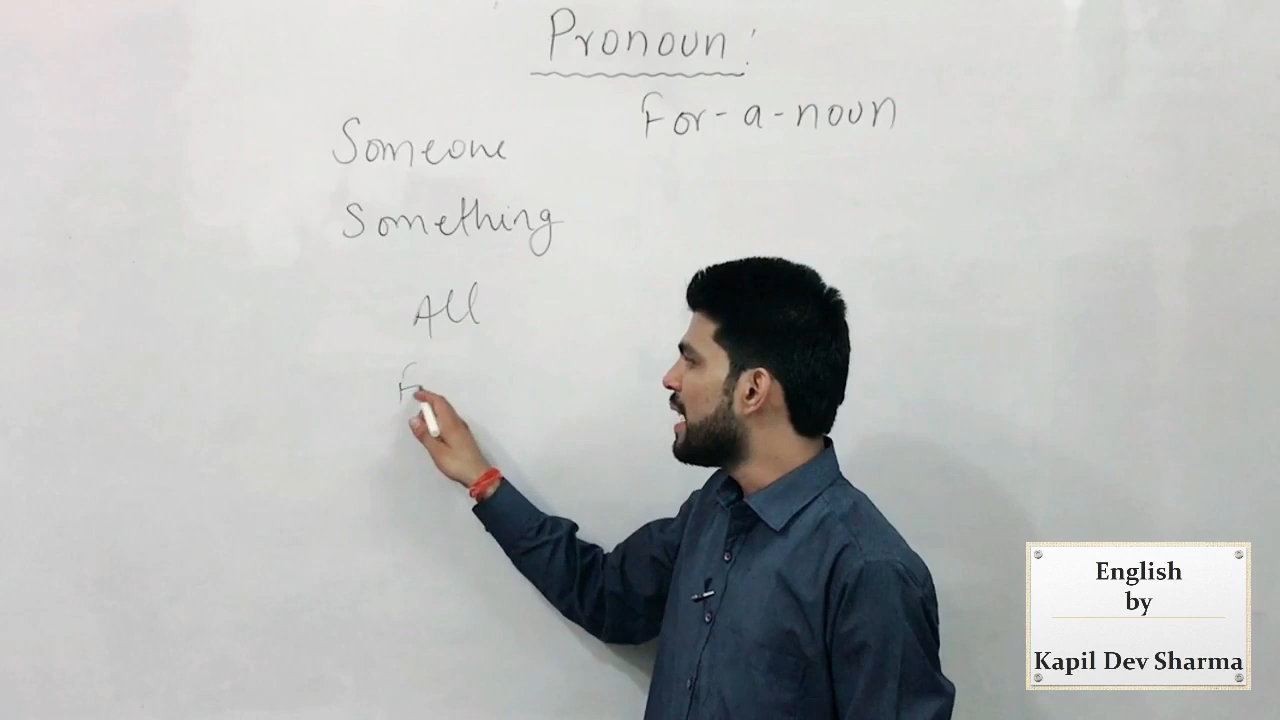 Pronoun:
For-a-noun
Someone
Something
All
F
English
by
Kapil Dev Sharma